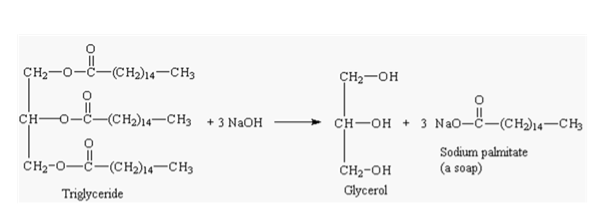 O O
CH₂—O—C—(CH₂)₁₄—CH₃ CH₂—OH
O O
CH—O—C—(CH₂)₁₄—CH₃ + 3 NaOH ⟶ CH—OH + 3 NaO—C—(CH₂)₁₄—CH₃
O Sodium palmitate
CH₂-O—C—(CH₂)₁₄—CH₃ CH₂-OH (a soap)
Triglyceride Glycerol